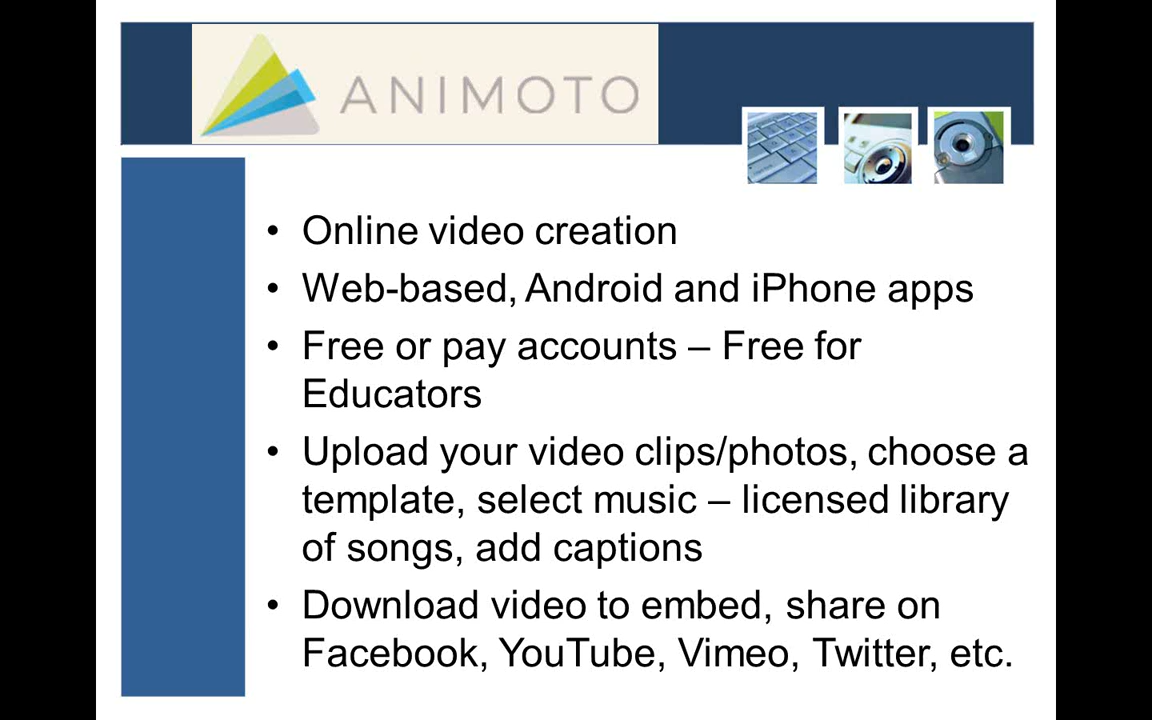 ANIMOTO
• Online video creation
• Web-based, Android and iPhone apps
• Free or pay accounts – Free for
Educators
• Upload your video clips/photos, choose a
template, select music – licensed library
of songs, add captions
• Download video to embed, share on
Facebook, YouTube, Vimeo, Twitter, etc.